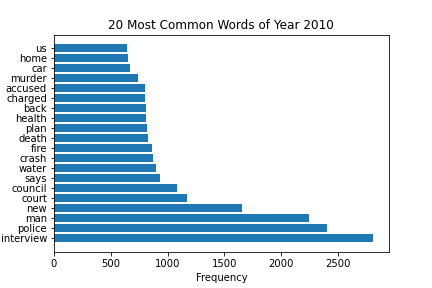 20 Most Common Words of Year 2010
us
home
car
murder
accused
charged
back
health
plan
death
fire
crash
water
says
council
court
new
man
police
interview
0 500 1000 1500 2000 2500
Frequency